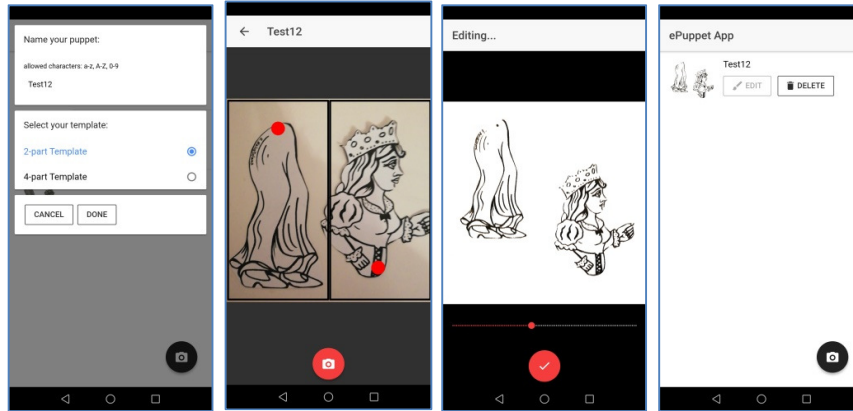 Name your puppet:
allowed characters: a-z, A-Z, 0-9
Test12
Select your template:
2-part Template
4-part Template
CANCEL DONE
Test12
Editing...
ePuppet App
Test12
EDIT DELETE